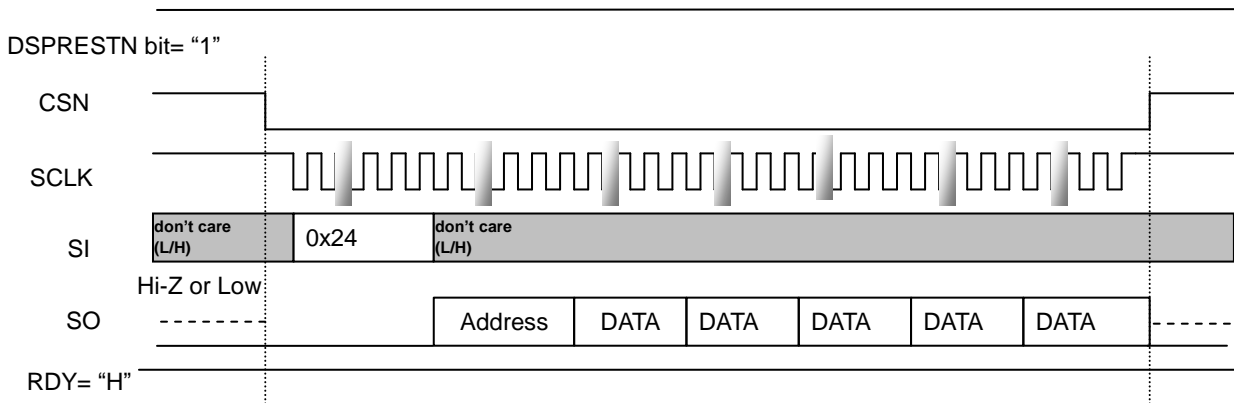 DSPRESTN bit= “1”
CSN
SCLK
don’t care
(L/H)
0x24
don’t care
(L/H)
SI
Hi-Z or Low
SO
Address
DATA
DATA
DATA
DATA
DATA
RDY= “H”